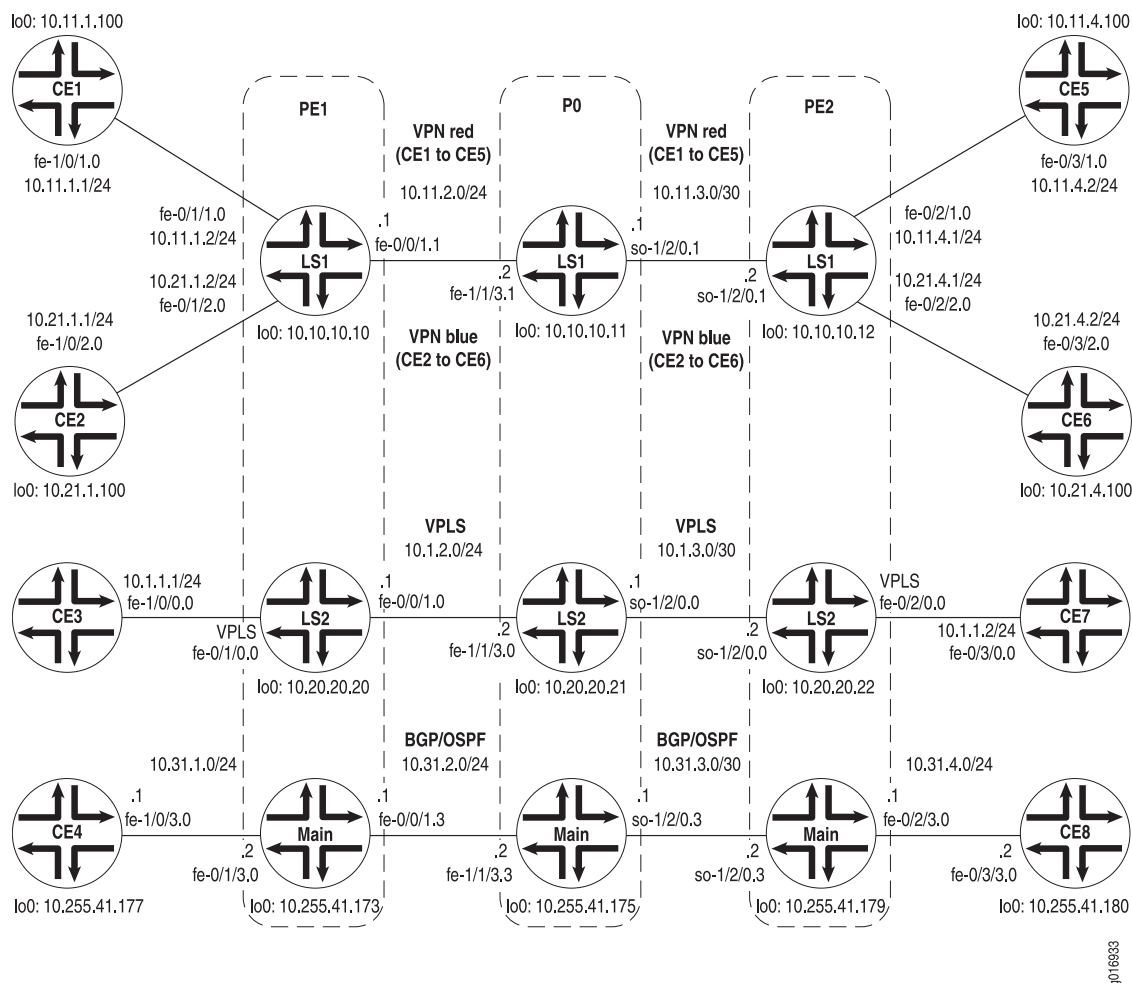 lo0: 10.11.1.100
CE1
fe-1/0/1.0
10.11.1.1/24
lo0: 10.11.4.100
CE5
fe-0/3/1.0
10.11.4.2/24
PE1
P0
PE2
VPN red
(CE1 to CE5)
10.11.2.0/24
VPN red
(CE1 to CE5)
10.11.3.0/30
fe-0/1/1.0
10.11.1.2/24
10.21.1.2/24
fe-0/1/2.0
LS1
lo0: 10.10.10.10
.1
fe-0/0/1.1
.2
fe-1/1/3.1
LS1
lo0: 10.10.10.11
.1
so-1/2/0.1
.2
so-1/2/0.1
LS1
lo0: 10.10.10.12
fe-0/2/1.0
10.11.4.1/24
10.21.4.1/24
fe-0/2/2.0
VPN blue
(CE2 to CE6)
VPN blue
(CE2 to CE6)
10.21.1.1/24
fe-1/0/2.0
CE2
lo0: 10.21.1.100
10.21.4.2/24
fe-0/3/2.0
CE6
lo0: 10.21.4.100
VPLS
10.1.2.0/24
VPLS
10.1.3.0/30
CE3
10.1.1.1/24
fe-1/0/0.0
VPLS
fe-0/1/0.0
LS2
lo0: 10.20.20.20
.1
fe-0/0/1.0
.2
fe-1/1/3.0
LS2
lo0: 10.20.20.21
.1
so-1/2/0.0
.2
so-1/2/0.0
LS2
lo0: 10.20.20.22
VPLS
fe-0/2/0.0
10.1.1.2/24
fe-0/3/0.0
CE7
BGP/OSPF
10.31.2.0/24
BGP/OSPF
10.31.3.0/30
10.31.1.0/24
10.31.4.0/24
CE4
lo0: 10.255.41.177
.1
fe-1/0/3.0
.2
fe-0/1/3.0
Main
lo0: 10.255.41.173
.1
fe-0/0/1.3
.2
fe-1/1/3.3
Main
lo0: 10.255.41.175
.1
so-1/2/0.3
.2
so-1/2/0.3
Main
lo0: 10.255.41.179
.1
fe-0/2/3.0
.2
fe-0/3/3.0
CE8
lo0: 10.255.41.180
g016933